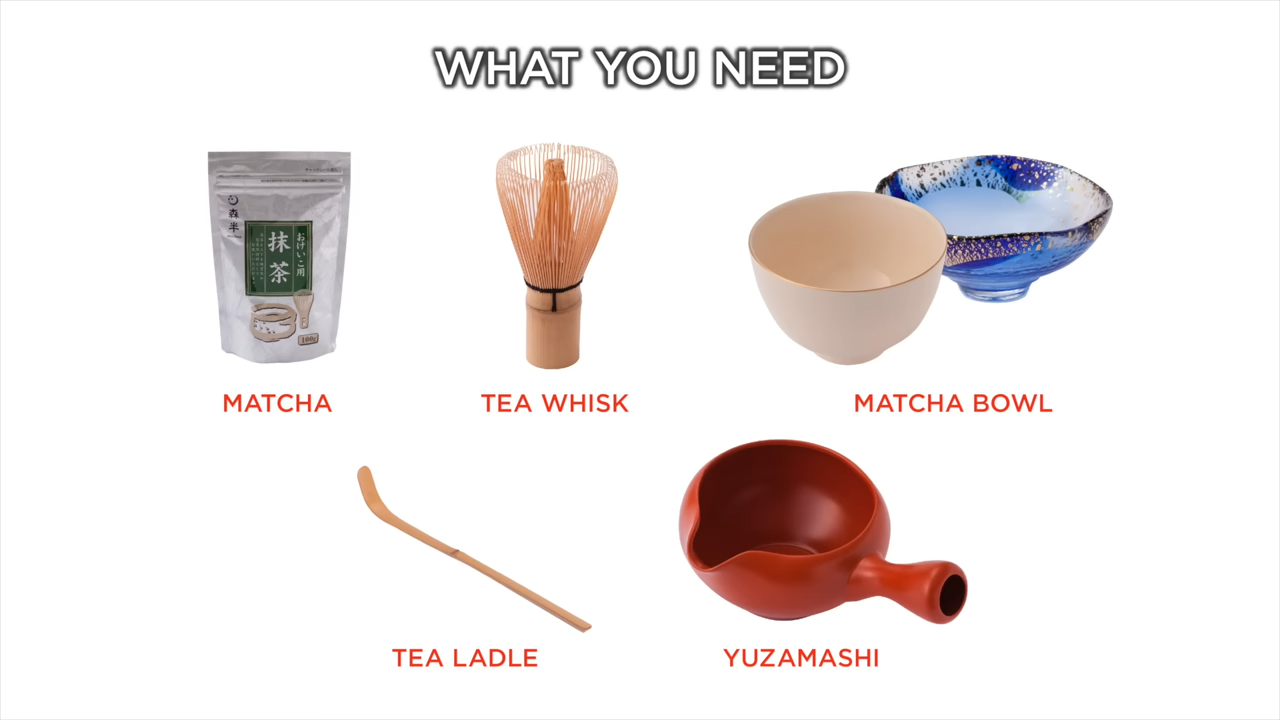 WHAT YOU NEED
森半
抹茶
おけいこ用
100g
MATCHA
TEA WHISK
MATCHA BOWL
TEA LADLE
YUZAMASHI